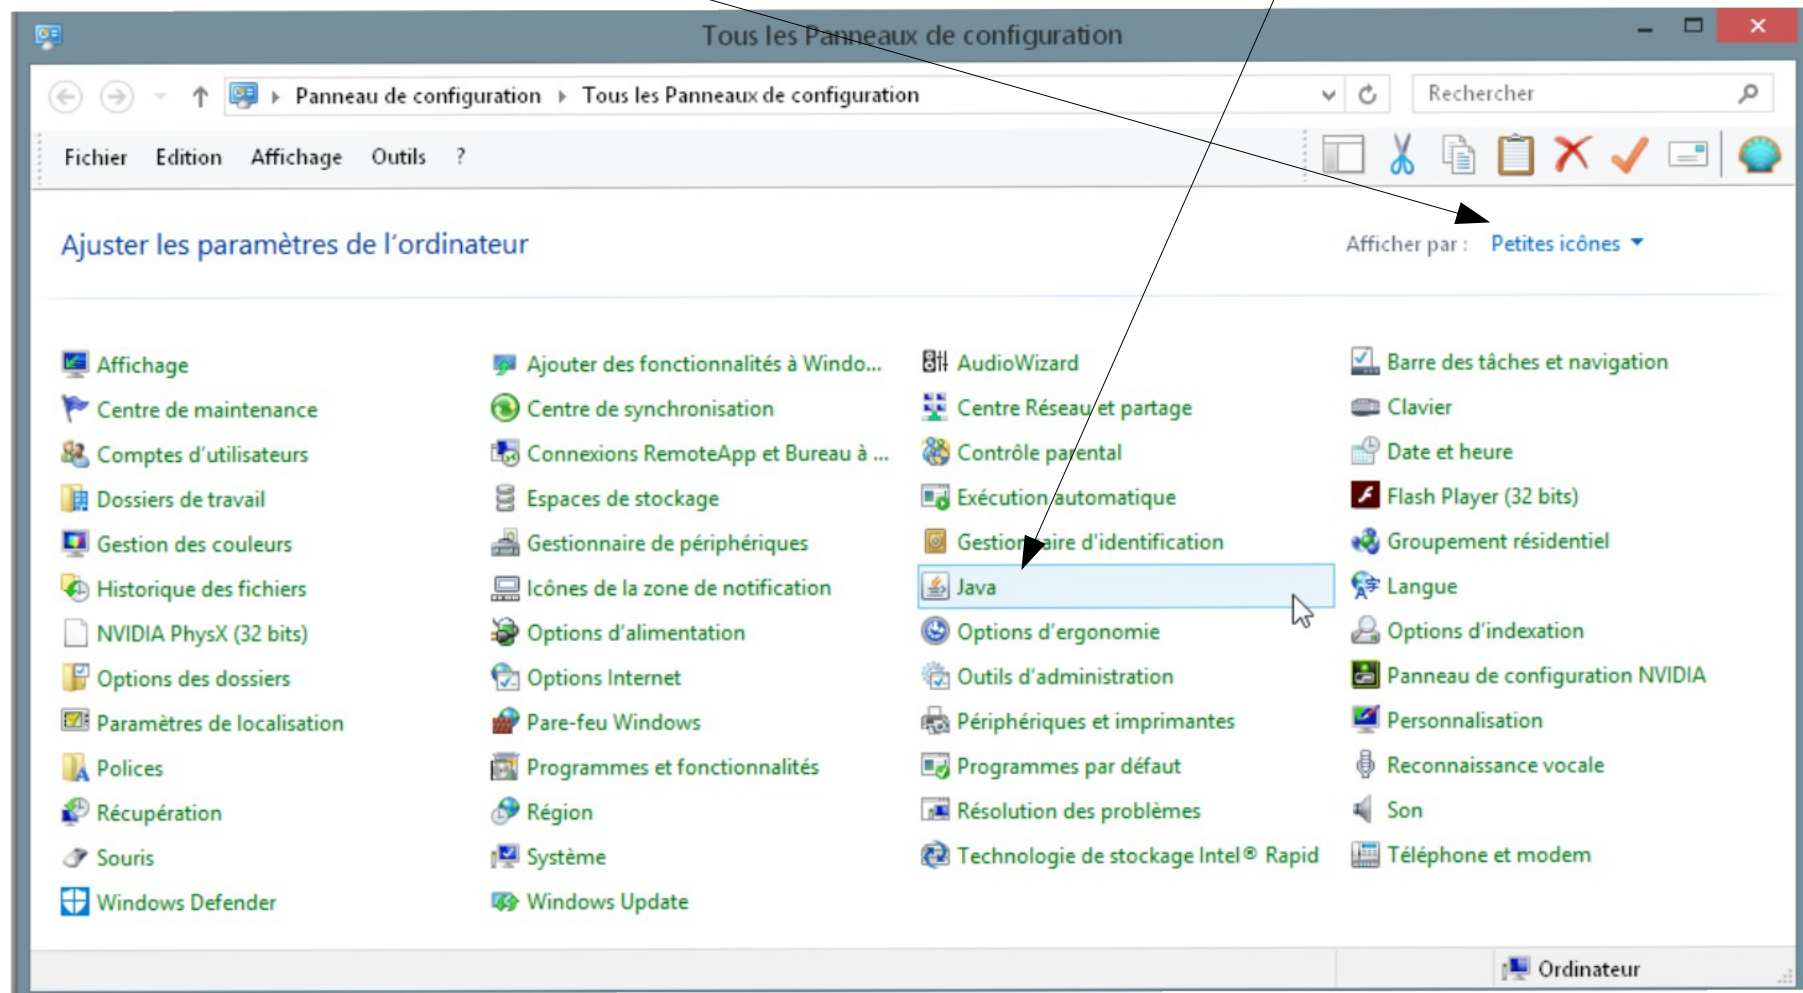 Tous les Panneaux de configuration
Panneau de configuration Tous les Panneaux de configuration
Rechercher
Fichier Edition Affichage Outils ?
Ajuster les paramètres de l'ordinateur
Afficher par : Petites icônes
Affichage Ajouter des fonctionnalités à Windo... AudioWizard Barre des tâches et navigation
Centre de maintenance Centre de synchronisation Centre Réseau et partage Clavier
Comptes d'utilisateurs Connexions RemoteApp et Bureau à ... Contrôle parental Date et heure
Dossiers de travail Espaces de stockage Exécution automatique Flash Player (32 bits)
Gestion des couleurs Gestionnaire de périphériques Gestionnaire d'identification Groupement résidentiel
Historique des fichiers Icônes de la zone de notification Java Langue
NVIDIA PhysX (32 bits) Options d'alimentation Options d'ergonomie Options d'indexation
Options des dossiers Options Internet Outils d'administration Panneau de configuration NVIDIA
Paramètres de localisation Pare-feu Windows Périphériques et imprimantes Personnalisation
Polices Programmes et fonctionnalités Programmes par défaut Reconnaissance vocale
Récupération Région Résolution des problèmes Son
Souris Système Technologie de stockage Intel® Rapid Téléphone et modem
Windows Defender Windows Update
Ordinateur